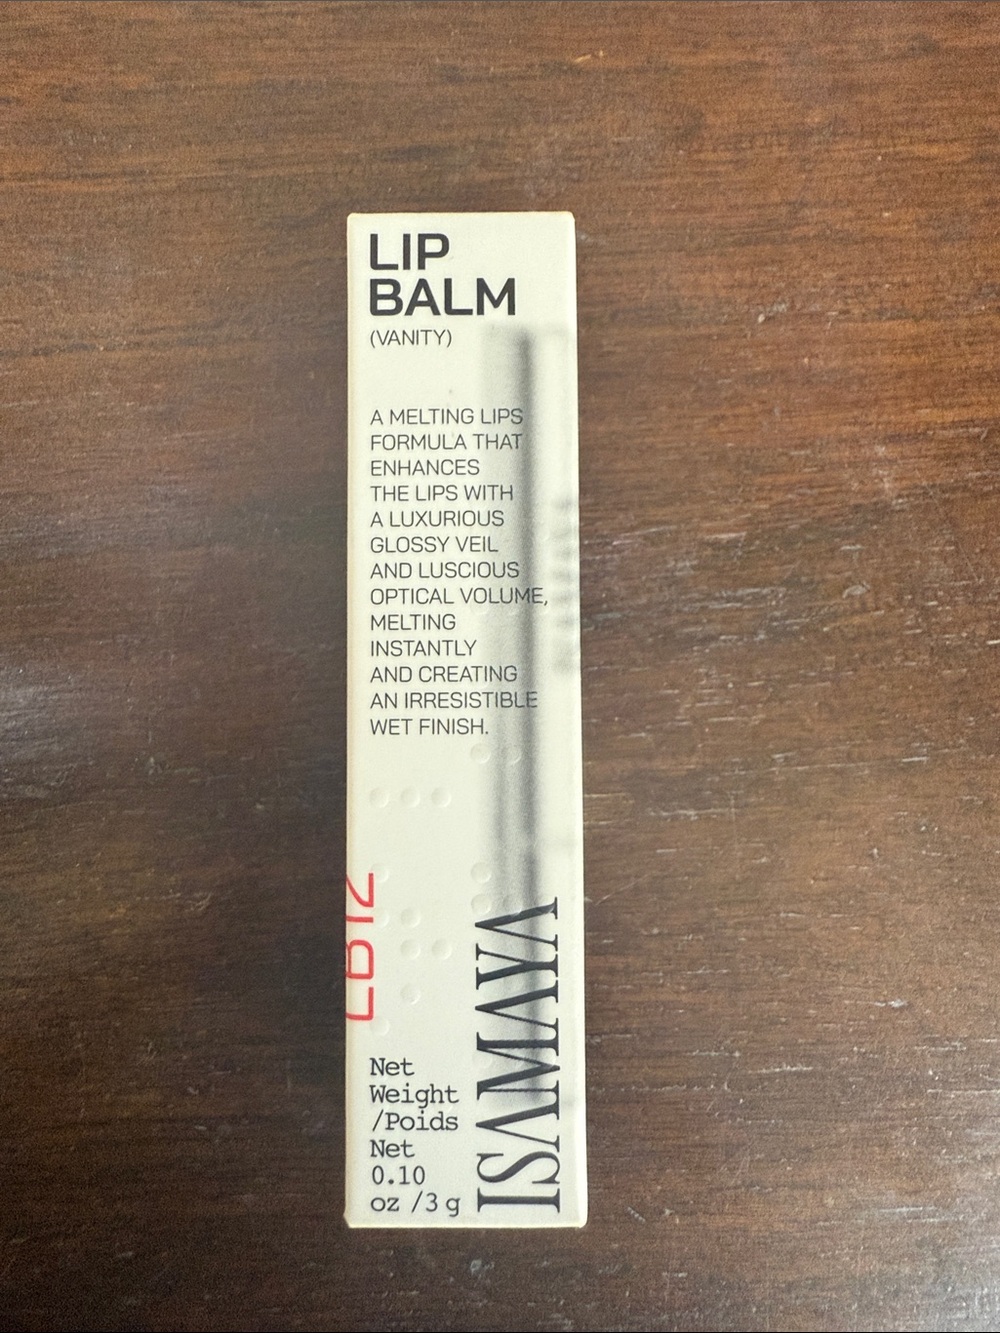 LIP
BALM
(VANITY)
A MELTING LIPS
FORMULA THAT
ENHANCES
THE LIPS WITH
A LUXURIOUS
GLOSSY VEIL
AND LUSCIOUS
OPTICAL VOLUME,
MELTING
INSTANTLY
AND CREATING
AN IRRESISTIBLE
WET FINISH.
LB12
Net
Weight
/Poids
Net
0.10
oz /3 g
ISAMAYA